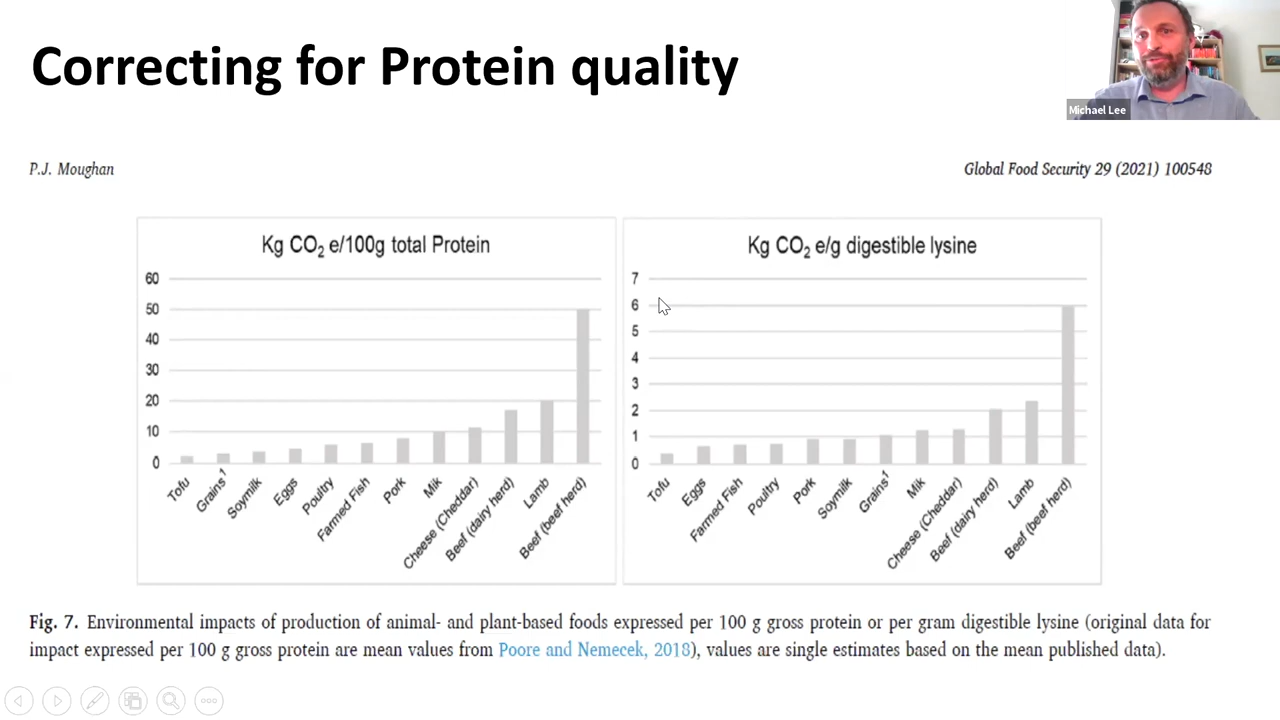 Correcting for Protein quality
Michael Lee
P.J. Moughan
Global Food Security 29 (2021) 100548
Kg CO2 e/100g total Protein
60
50
40
30
20
10
0
Tofu
Grains1
Soymilk
Eggs
Poultry
Farmed Fish
Pork
Mik
Cheese (Cheddar)
Beef (dairy herd)
Lamb
Beef (beef herd)
Kg CO2 e/g digestible lysine
7
6
5
4
3
2
1
0
Tofu
Eggs
Farmed Fish
Poultry
Pork
Soymilk
Grains1
Mik
Cheese (Cheddar)
Beef (dairy herd)
Lamb
Beef (beef herd)
Fig. 7. Environmental impacts of production of animal- and plant-based foods expressed per 100 g gross protein or per gram digestible lysine (original data for
impact expressed per 100 g gross protein are mean values from Poore and Nemecek, 2018), values are single estimates based on the mean published data).